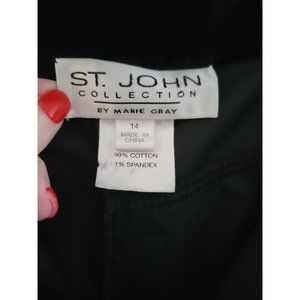 ST. JOHN
COLLECTION
BY MARIE GRAY
14
MADE IN
CHINA
99% COTTON
1% SPANDEX